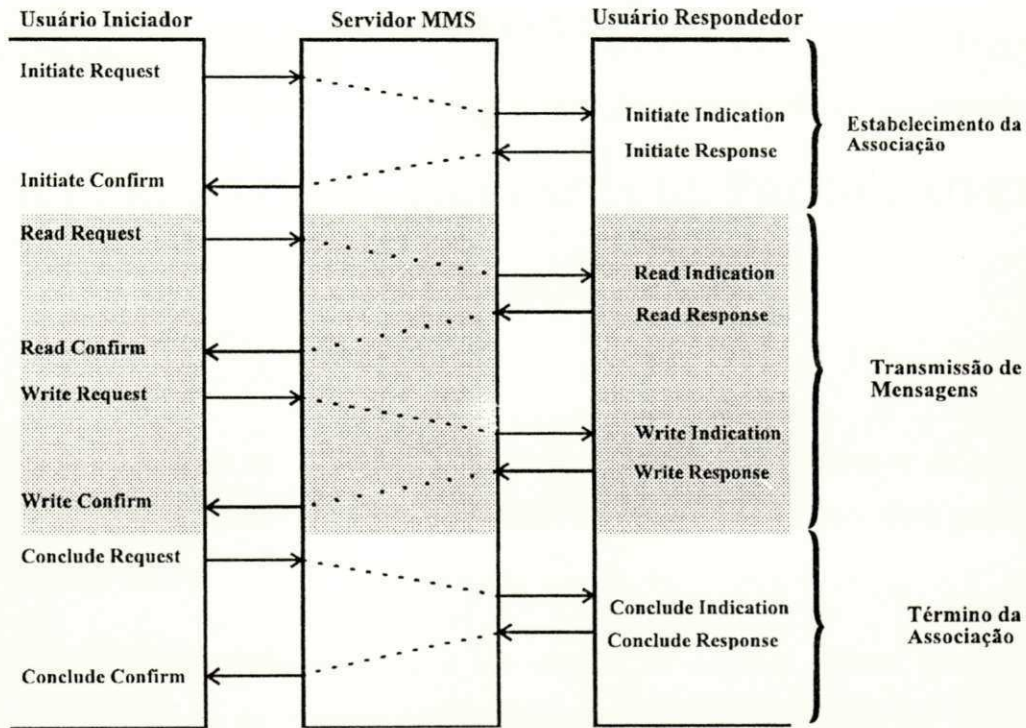 Usuário Iniciador
Servidor MMS
Usuário Respondedor
Initiate Request
Initiate Indication
Estabelecimento da
Associação
Initiate Response
Initiate Confirm
Read Request
Read Indication
Read Response
Read Confirm
Transmissão de
Mensagens
Write Request
Write Indication
Write Response
Write Confirm
Conclude Request
Conclude Indication
Término da
Associação
Conclude Response
Conclude Confirm